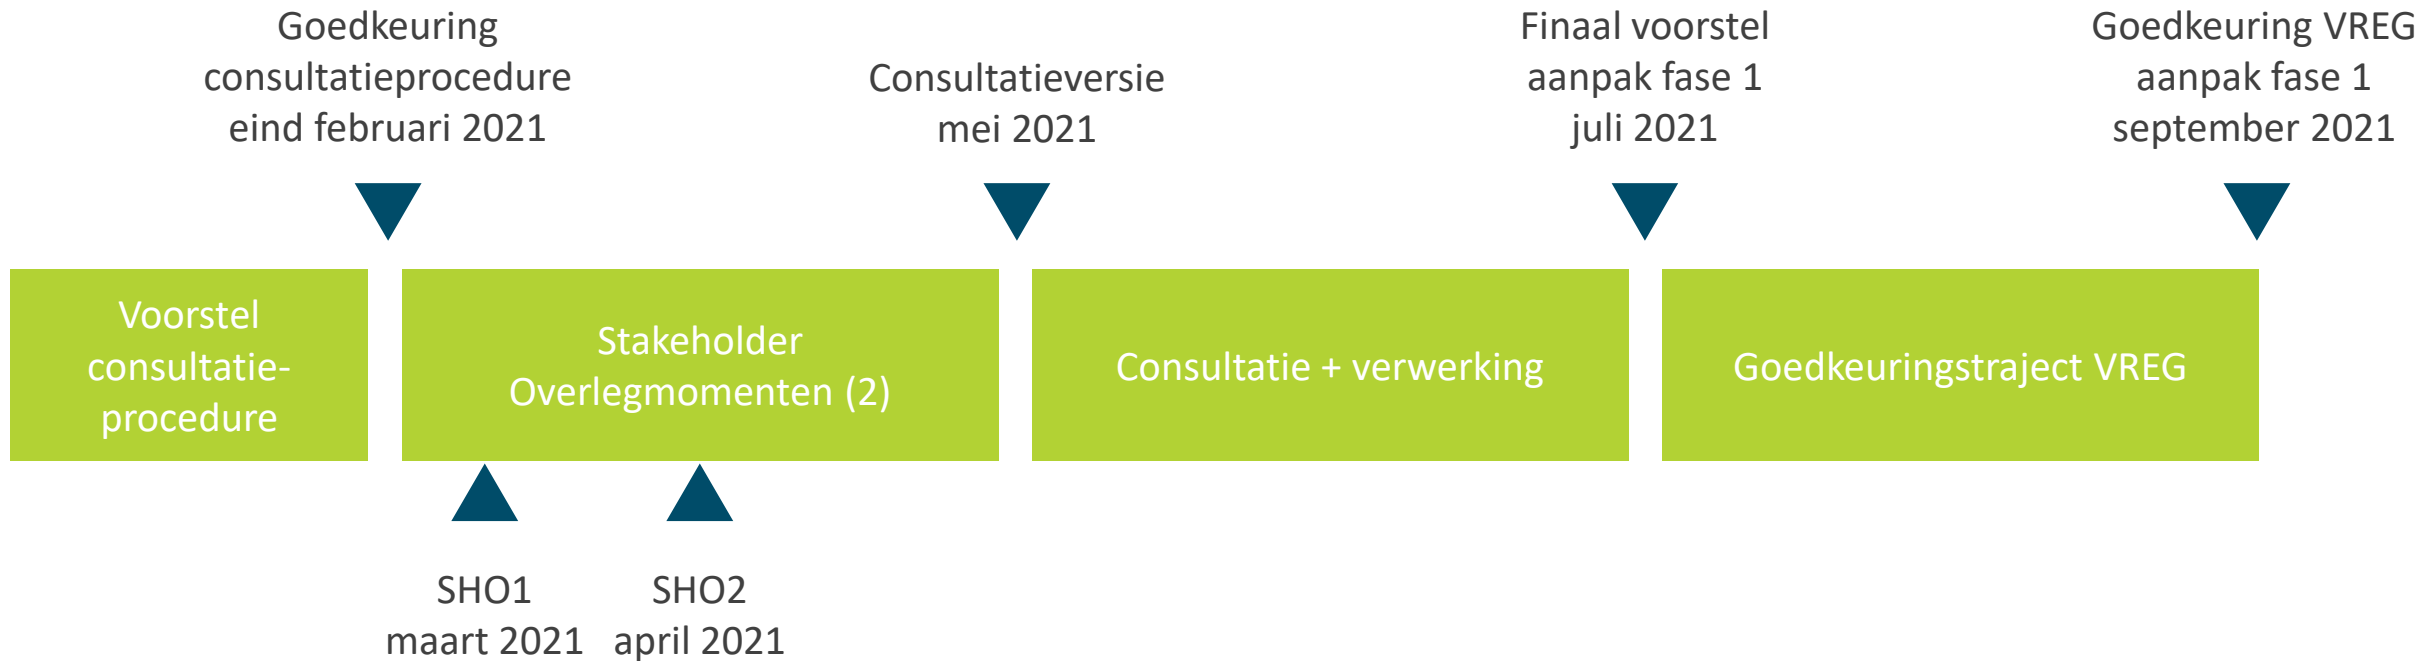 Goedkeuring
consultatieprocedure
eind februari 2021
Consultatieversie
mei 2021
Finaal voorstel
aanpak fase 1
juli 2021
Goedkeuring VREG
aanpak fase 1
september 2021
Voorstel
consultatie-
procedure
Stakeholder
Overlegmomenten (2)
Consultatie + verwerking
Goedkeuringstraject VREG
SHO1
maart 2021
SHO2
april 2021